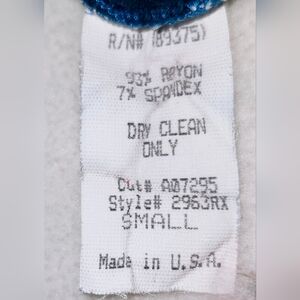 R/N# (89375)
93% RAYON
7% SPANDEX
DRY CLEAN
ONLY
Cut# A07295
Style# 2963RX
SMALL
Made in U.S.A.